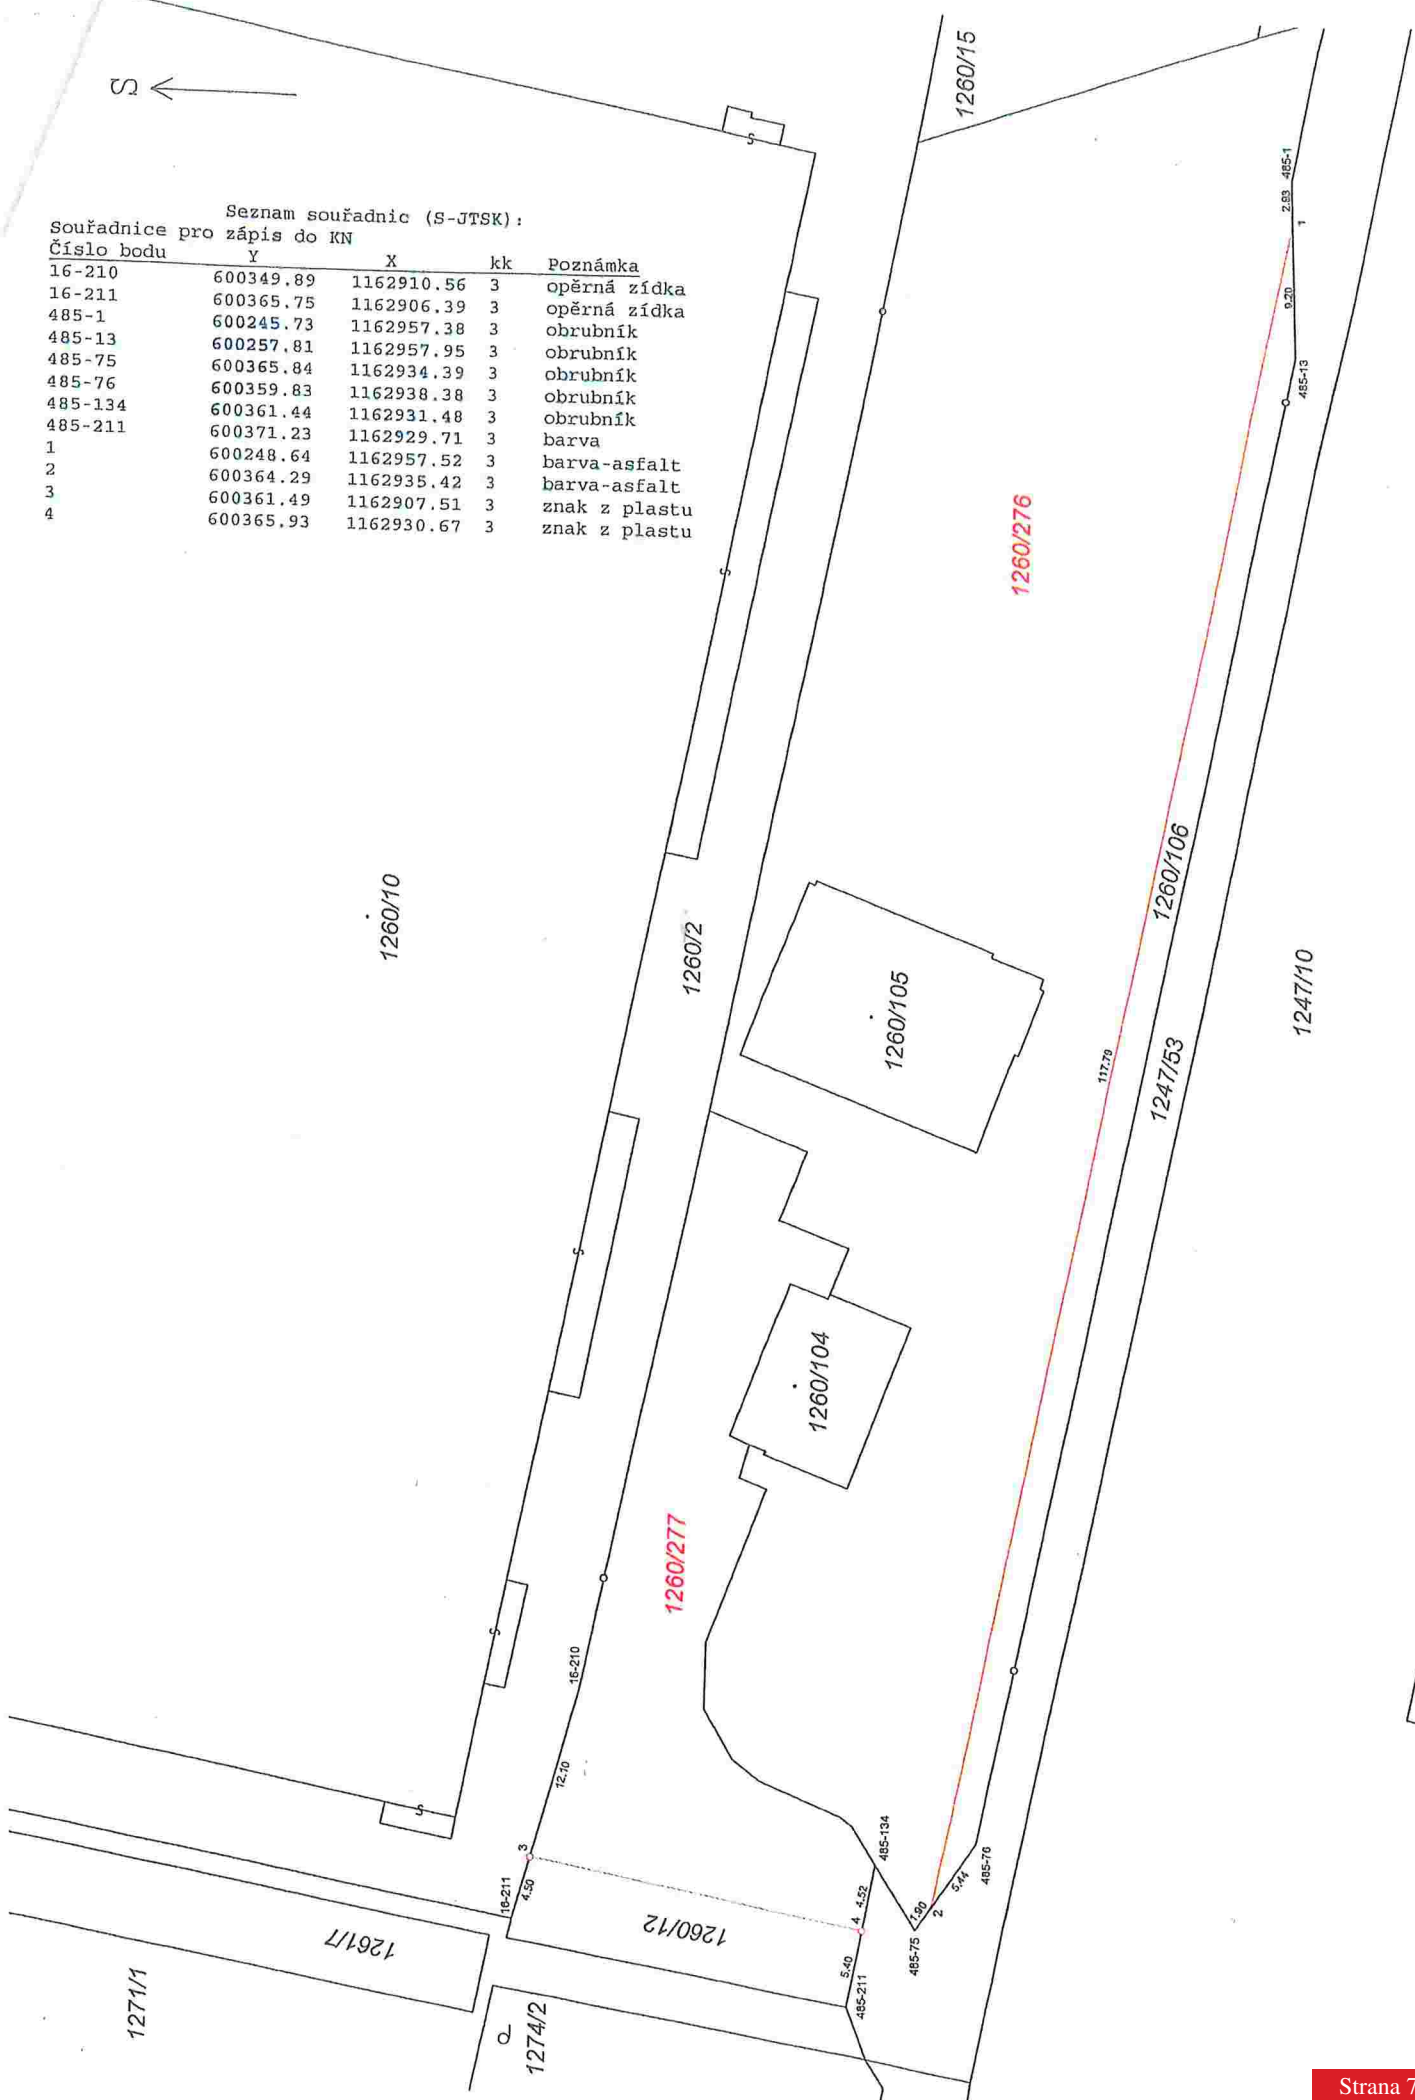 S
Seznam souřadnic (S-JTSK):
Souřadnice pro zápis do KN
Číslo bodu Y X kk Poznámka
16-210 600349.89 1162910.56 3 opěrná zídka
16-211 600365.75 1162906.39 3 opěrná zídka
485-1 600245.73 1162957.38 3 obrubník
485-13 600257.81 1162957.95 3 obrubník
485-75 600365.84 1162934.39 3 obrubník
485-76 600359.83 1162938.38 3 obrubník
485-134 600361.44 1162931.48 3 obrubník
485-211 600371.23 1162929.71 3 barva
1 600248.64 1162957.52 3 barva-asfalt
2 600364.29 1162935.42 3 barva-asfalt
3 600361.49 1162907.51 3 znak z plastu
4 600365.93 1162930.67 3 znak z plastu
1260/15
485-1
2.93
1
9.20
485-13
1260/276
1260/10
1260/2
1260/105
1260/106
1247/10
1247/53
117.79
1260/104
1260/277
16-210
12.10
3
16-211
4.50
485-134
4.52
4
5.40
485-211
485-75
1.90
2
5.44
485-76
1260/12
1261/7
1271/1
1274/2
Strana 7